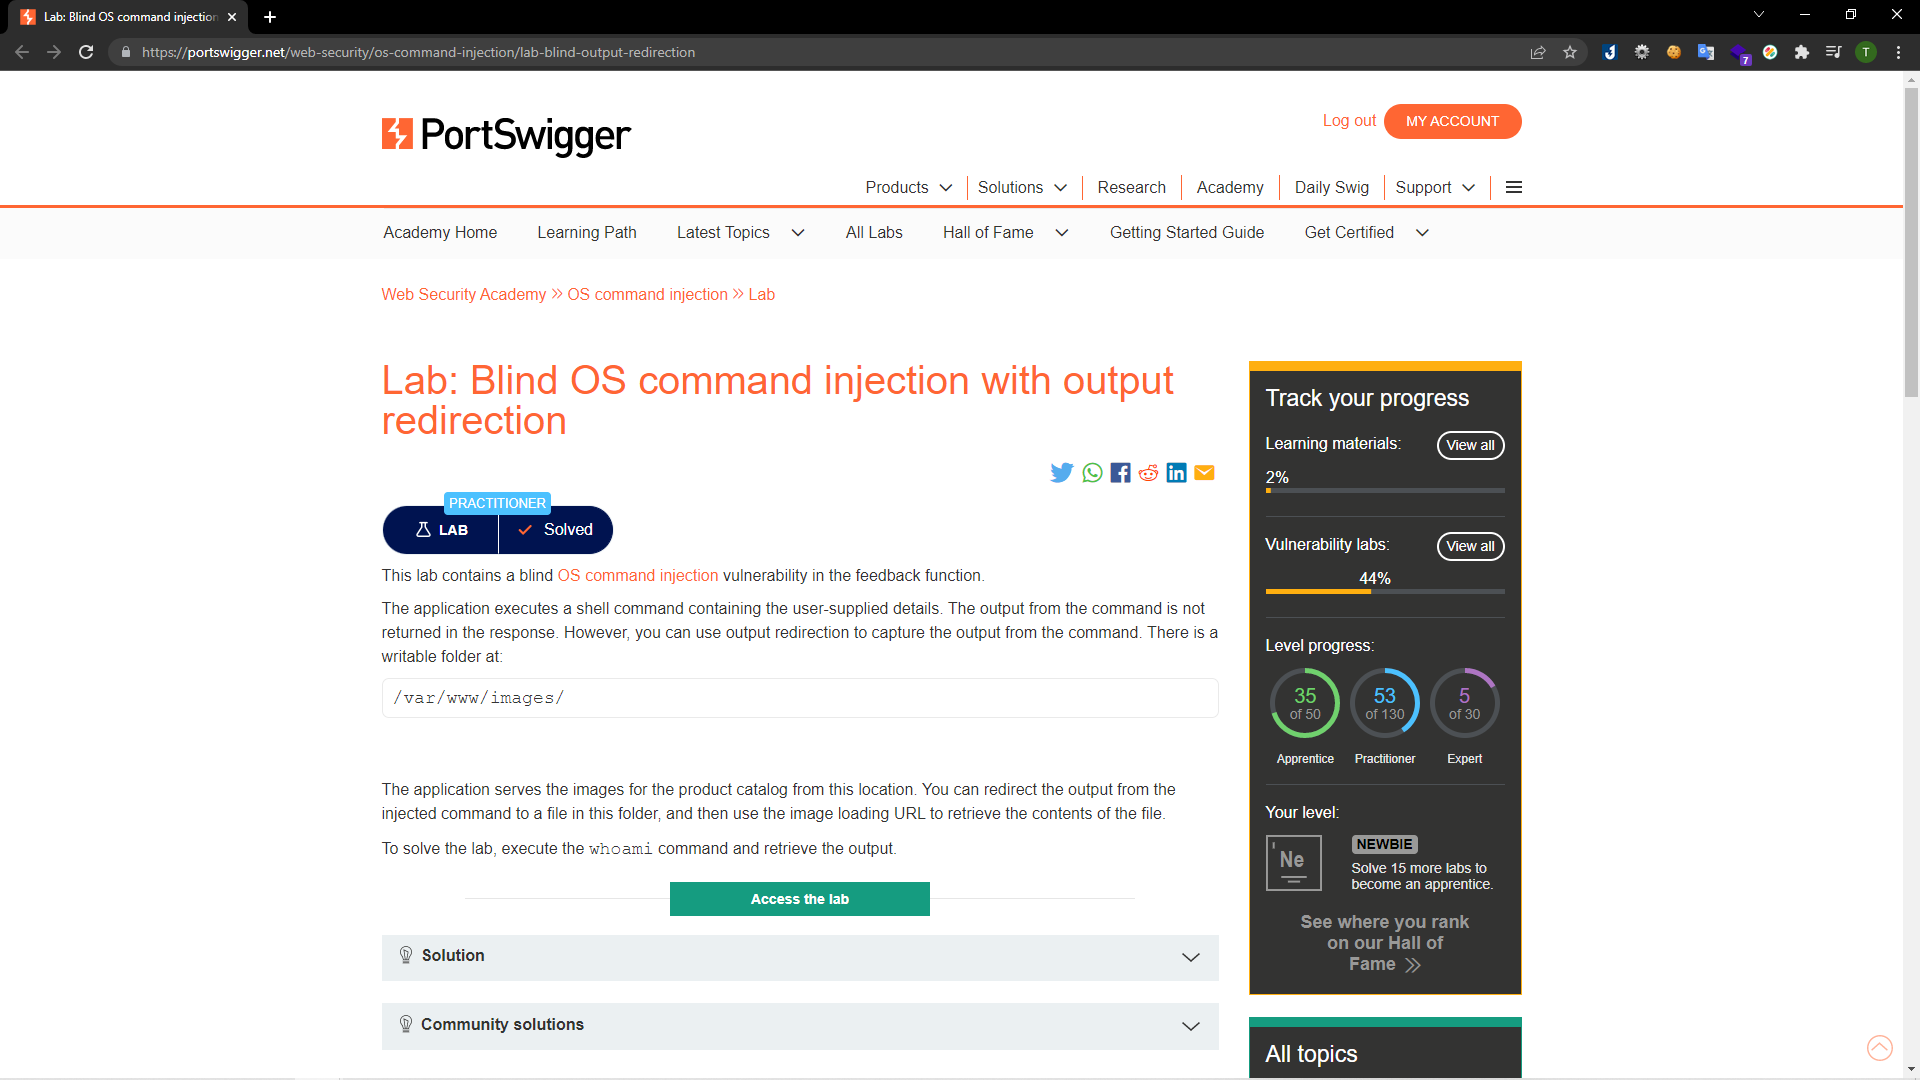 Lab: Blind OS command injection
https://portswigger.net/web-security/os-command-injection/lab-blind-output-redirection
7
T
PortSwigger
Log out
MY ACCOUNT
Products
Solutions
Research
Academy
Daily Swig
Support
Academy Home
Learning Path
Latest Topics
All Labs
Hall of Fame
Getting Started Guide
Get Certified
Web Security Academy » OS command injection » Lab
Lab: Blind OS command injection with output
redirection
PRACTITIONER
LAB
Solved
This lab contains a blind OS command injection vulnerability in the feedback function.
The application executes a shell command containing the user-supplied details. The output from the command is not
returned in the response. However, you can use output redirection to capture the output from the command. There is a
writable folder at:
/var/www/images/
The application serves the images for the product catalog from this location. You can redirect the output from the
injected command to a file in this folder, and then use the image loading URL to retrieve the contents of the file.
To solve the lab, execute the whoami command and retrieve the output.
Access the lab
Solution
Community solutions
Track your progress
Learning materials:
View all
2%
Vulnerability labs:
View all
44%
Level progress:
35
of 50
Apprentice
53
of 130
Practitioner
5
of 30
Expert
Your level:
Ne
NEWBIE
Solve 15 more labs to
become an apprentice.
See where you rank
on our Hall of
Fame »
All topics